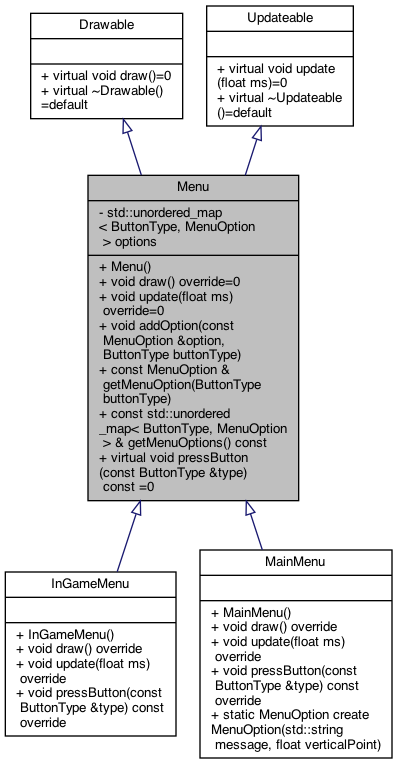 Drawable
+ virtual void draw()=0
+ virtual ~Drawable()
=default
Updateable
+ virtual void update
(float ms)=0
+ virtual ~Updateable
()=default
Menu
- std::unordered_map
< ButtonType, MenuOption
> options
+ Menu()
+ void draw() override=0
+ void update(float ms)
override=0
+ void addOption(const
MenuOption &option,
ButtonType buttonType)
+ const MenuOption &
getMenuOption(ButtonType
buttonType)
+ const std::unordered
_map< ButtonType, MenuOption
> & getMenuOptions() const
+ virtual void pressButton
(const ButtonType &type)
const =0
InGameMenu
+ InGameMenu()
+ void draw() override
+ void update(float ms)
override
+ void pressButton(const
ButtonType &type) const
override
MainMenu
+ MainMenu()
+ void draw() override
+ void update(float ms)
override
+ void pressButton(const
ButtonType &type) const
override
+ static MenuOption create
MenuOption(std::string
message, float verticalPoint)